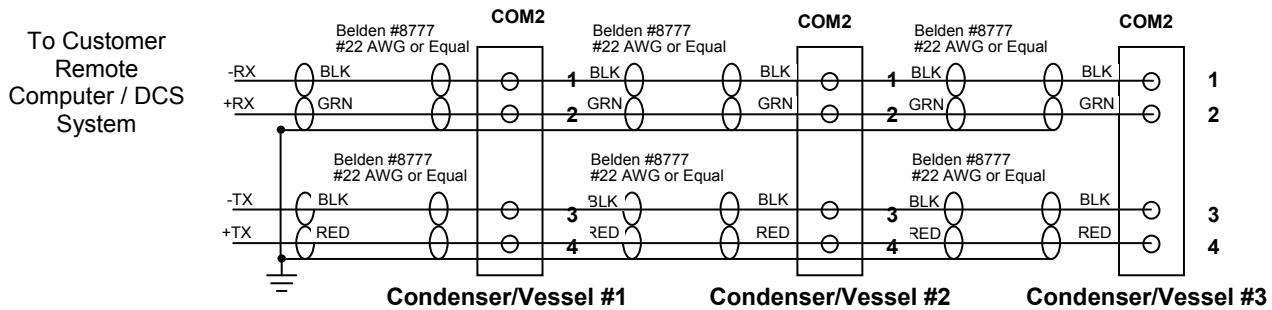 To Customer
Remote
Computer / DCS
System
Belden #8777
#22 AWG or Equal
COM2
Belden #8777
#22 AWG or Equal
COM2
Belden #8777
#22 AWG or Equal
COM2
-RX BLK 1 BLK BLK 1 BLK BLK 1
+RX GRN 2 GRN GRN 2 GRN GRN 2
Belden #8777
#22 AWG or Equal
Belden #8777
#22 AWG or Equal
Belden #8777
#22 AWG or Equal
-TX BLK 3 BLK BLK 3 BLK BLK 3
+TX RED 4 RED RED 4 RED RED 4
Condenser/Vessel #1 Condenser/Vessel #2 Condenser/Vessel #3